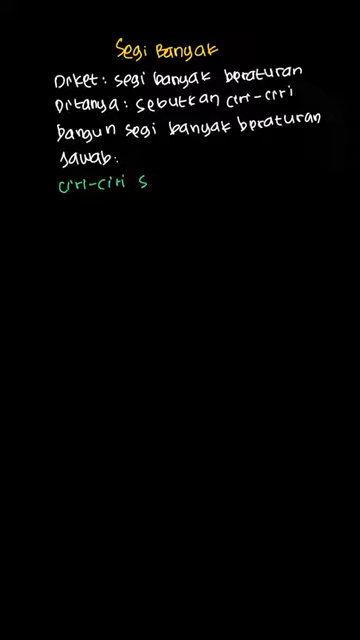 Segi Banyak
Diket : segi banyak beraturan
Ditanya : sebutkan ciri-ciri
bangun segi banyak beraturan
Jawab :
ciri-ciri s